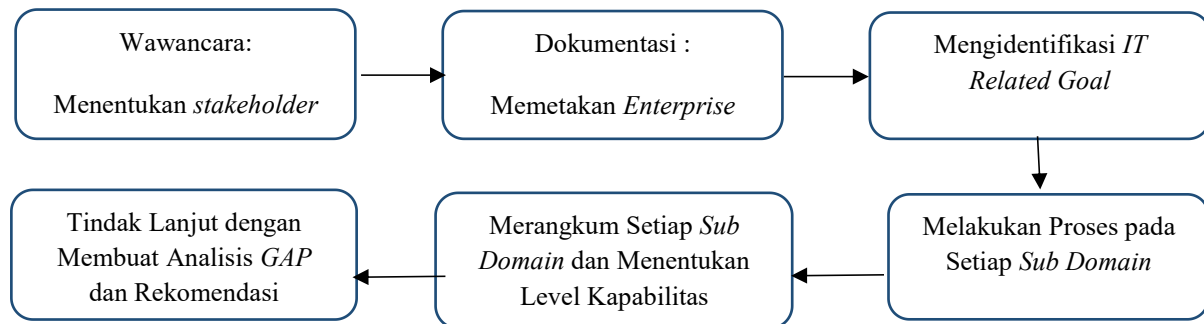 Wawancara:
Menentukan stakeholder
Dokumentasi :
Memetakan Enterprise
Mengidentifikasi IT
Related Goal
Melakukan Proses pada
Setiap Sub Domain
Merangkum Setiap Sub
Domain dan Menentukan
Level Kapabilitas
Tindak Lanjut dengan
Membuat Analisis GAP
dan Rekomendasi